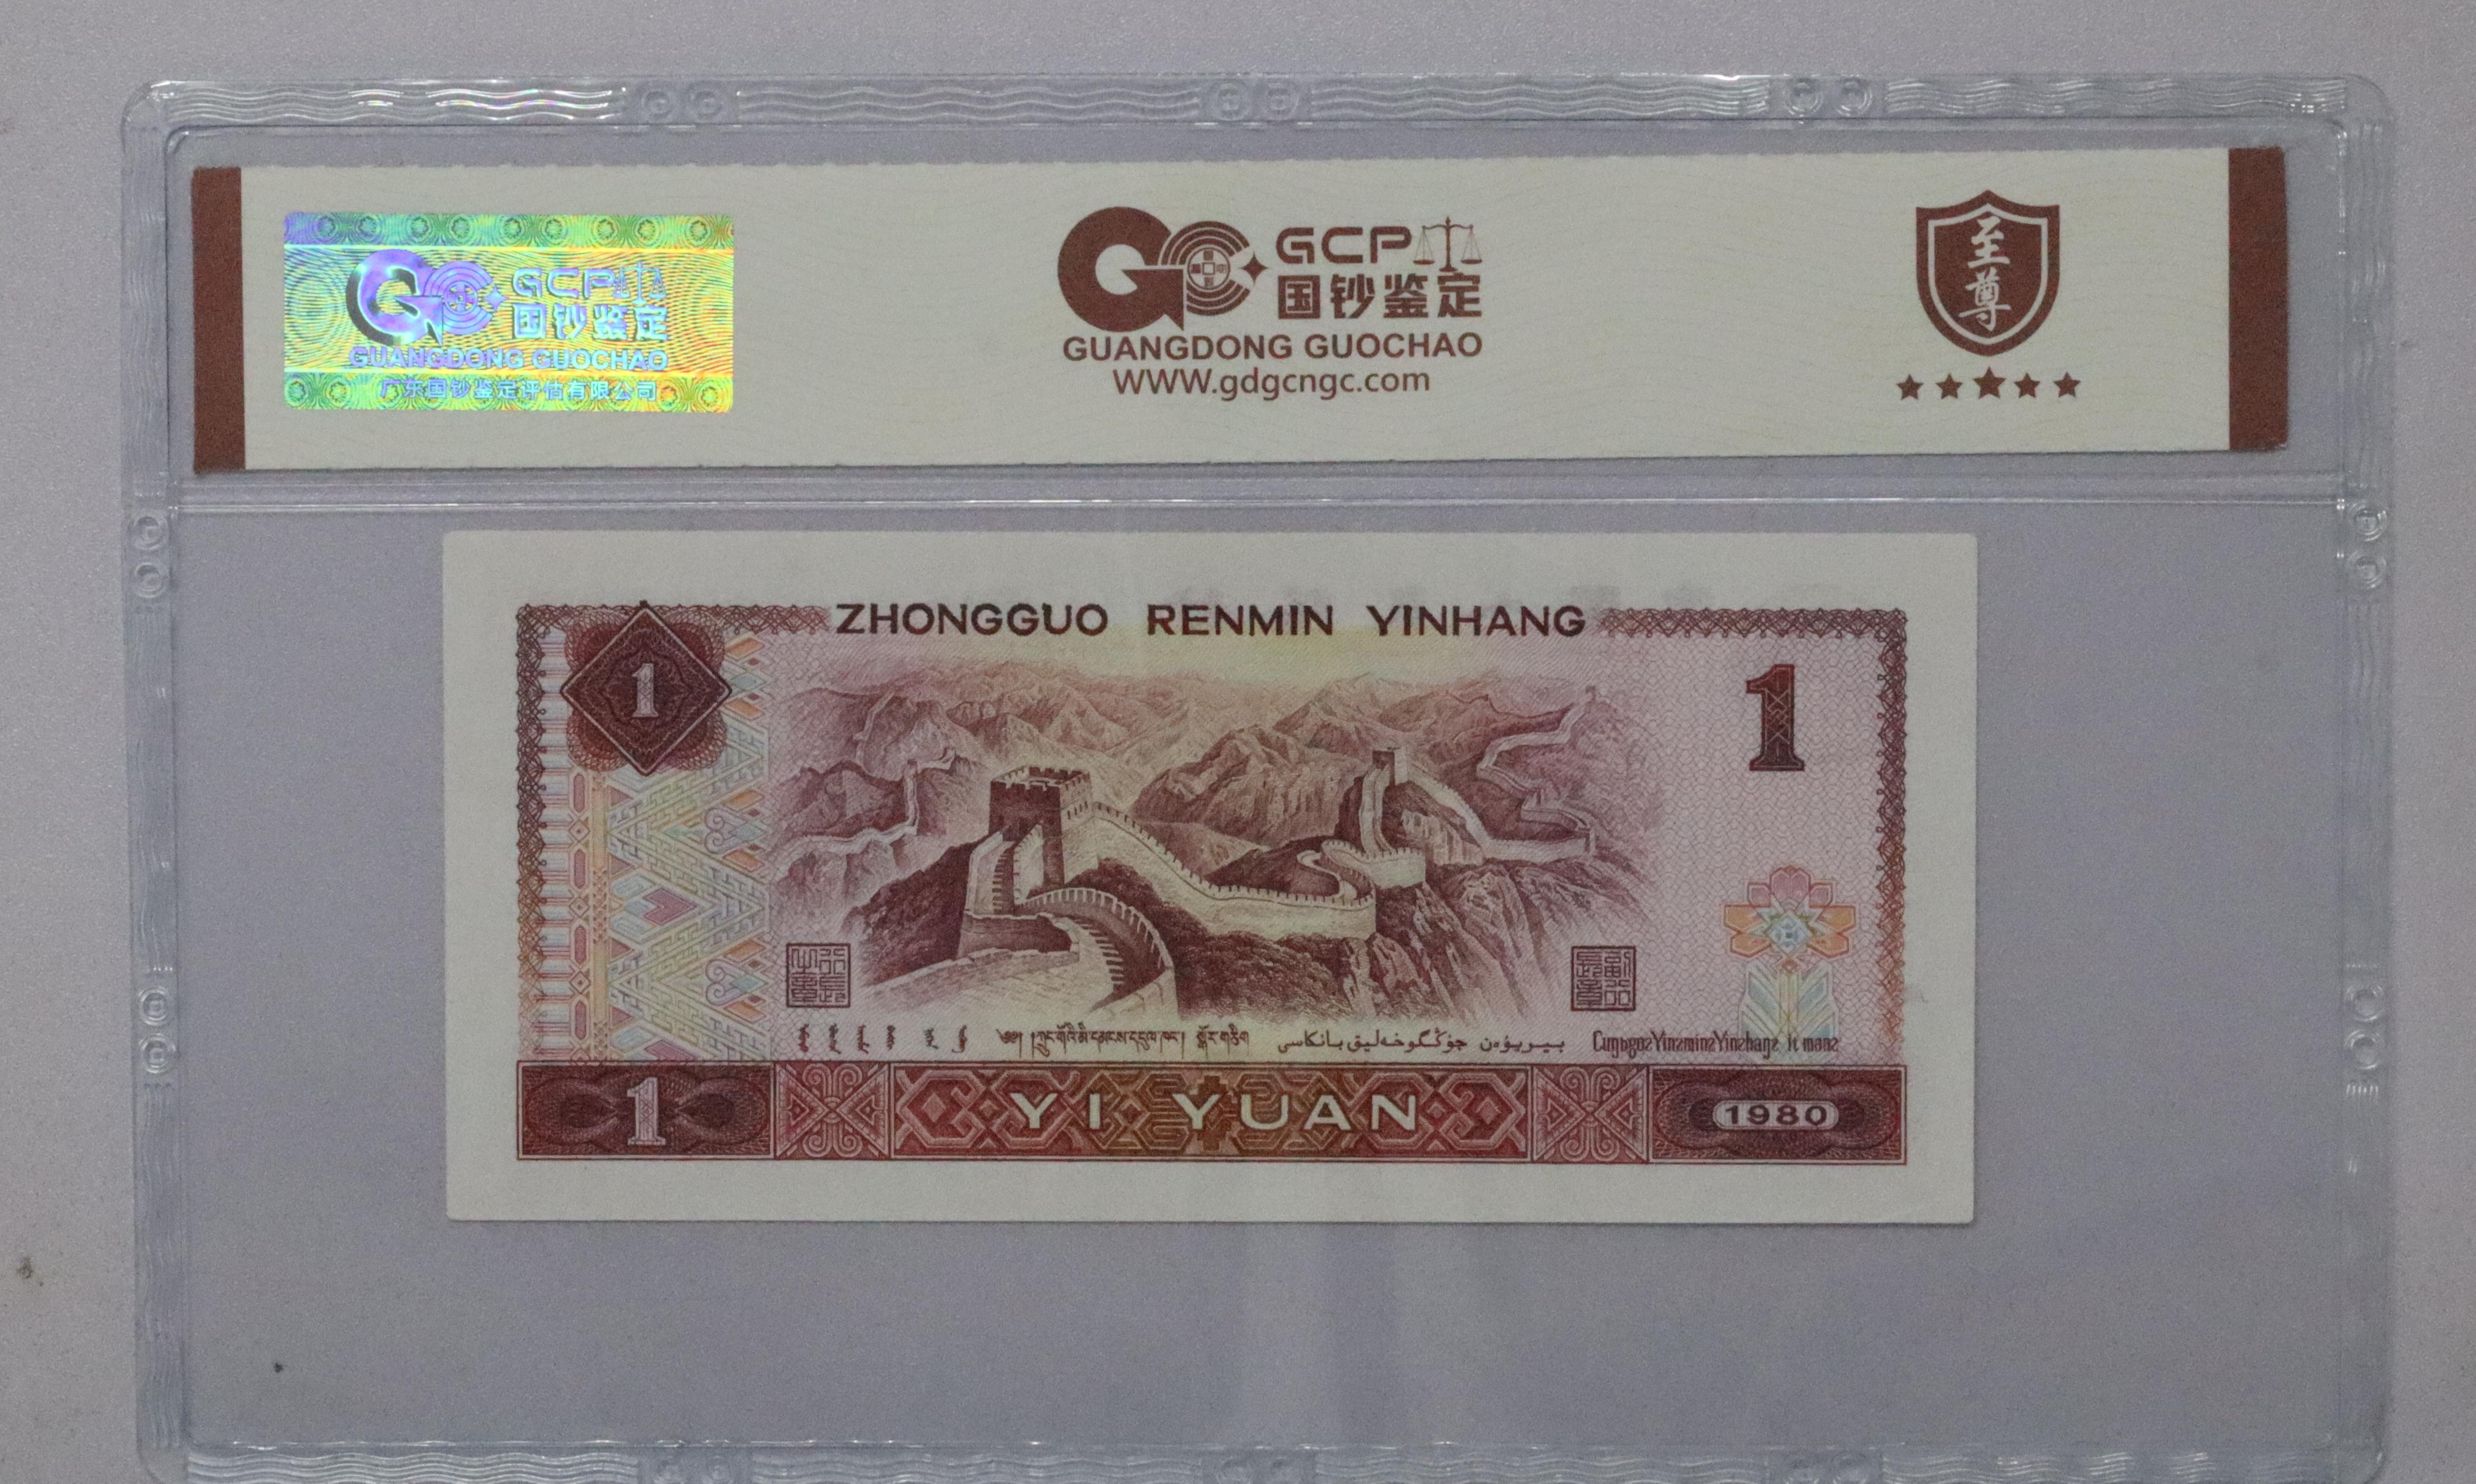 GCP
国钞鉴定
GUANGDONG GUOCHAO
广东国钞鉴定评估有限公司
GCP
国钞鉴定
GUANGDONG GUOCHAO
WWW.gdgcngc.com
至尊
ZHONGGUO RENMIN YINHANG
1
1
1
YI YUAN
1980